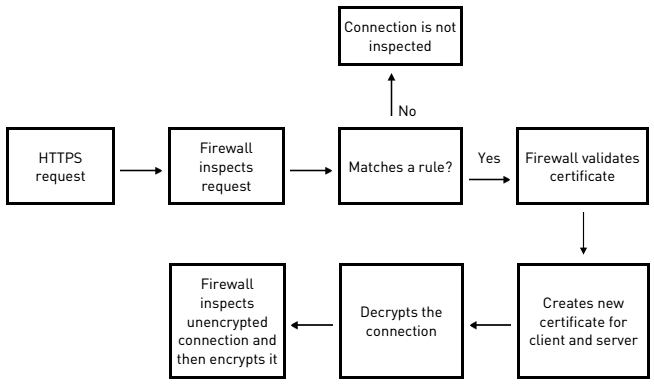 Connection is not
inspected
No
HTTPS
request
Firewall
inspects
request
Matches a rule?
Yes
Firewall validates
certificate
Creates new
certificate for
client and server
Decrypts the
connection
Firewall
inspects
unencrypted
connection and
then encrypts it